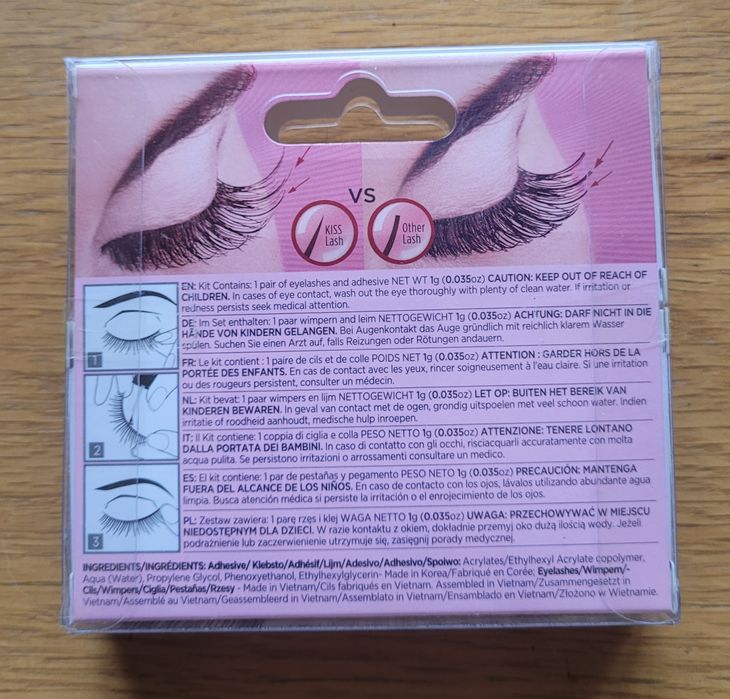 VS
KISS
Lash
Other
Lash
EN: Kit Contains: 1 pair of eyelashes and adhesive NET WT 1g (0.035oz) CAUTION: KEEP OUT OF REACH OF
CHILDREN. In cases of eye contact, wash out the eye thoroughly with plenty of clean water. If irritation or
redness persists seek medical attention.
DE: Im Set enthalten: 1 paar wimpern and leim NETTOGEWICHT 1g (0.035oz) ACHTUNG: DARF NICHT IN DIE
HÄNDE VON KINDERN GELANGEN. Bei Augenkontakt das Auge gründlich mit reichlich klarem Wasser
spülen. Suchen Sie einen Arzt auf, falls Reizungen oder Rötungen andauern.
FR: Le kit contient : 1 paire de cils et de colle POIDS NET 1g (0.035oz) ATTENTION : GARDER HORS DE LA
PORTÉE DES ENFANTS. En cas de contact avec les yeux, rincer soigneusement à l'eau claire. Si une irritation
ou des rougeurs persistent, consulter un médecin.
NL: Kit bevat: 1 paar wimpers en lijm NETTOGEWICHT 1g (0.035oz) LET OP: BUITEN HET BEREIK VAN
KINDEREN BEWAREN. In geval van contact met de ogen, grondig uitspoelen met veel schoon water. Indien
irritatie of roodheid aanhoudt, medische hulp inroepen.
IT: Il Kit contiene: 1 coppia di ciglia e colla PESO NETTO 1g (0.035oz) ATTENZIONE: TENERE LONTANO
DALLA PORTATA DEI BAMBINI. In caso di contatto con gli occhi, risciacquarli accuratamente con molta
acqua pulita. Se persistono irritazioni o arrossamenti consultare un medico.
ES: El kit contiene: 1 par de pestañas y pegamento PESO NETO 1g (0.035oz) PRECAUCIÓN: MANTENGA
FUERA DEL ALCANCE DE LOS NIÑOS. En caso de contacto con los ojos, lávalos utilizando abundante agua
limpia. Busca atención médica si persiste la irritación o el enrojecimiento de los ojos.
PL: Zestaw zawiera: 1 parę rzęs i klej WAGA NETTO 1g (0.035oz) UWAGA: PRZECHOWYWAĆ W MIEJSCU
NIEDOSTĘPNYM DLA DZIECI. W razie kontaktu z okiem, dokładnie przemyj oko dużą ilością wody. Jeżeli
podrażnienie lub zaczerwienienie utrzymuje się, zasięgnij porady medycznej.
1
2
3
INGREDIENTS/INGRÉDIENTS: Adhesive/ Klebsto/Adhésif/Lijm/Adesivo/Adhesivo/Spoiwo: Acrylates/Ethylhexyl Acrylate copolymer,
Aqua (Water), Propylene Glycol, Phenoxyethanol, Ethylhexylglycerin- Made in Korea/Fabriqué en Corée; Eyelashes/Wimpern/-
Cils/Wimpers/Ciglia/Pestañas/Rzesy - Made in Vietnam/Cils fabriqués en Vietnam. Assembled in Vietnam/Zusammengesetzt in
Vietnam/Assemblé au Vietnam/Geassembleerd in Vietnam/Assemblato in Vietnam/Ensamblado en Vietnam/Złożono w Wietnamie.